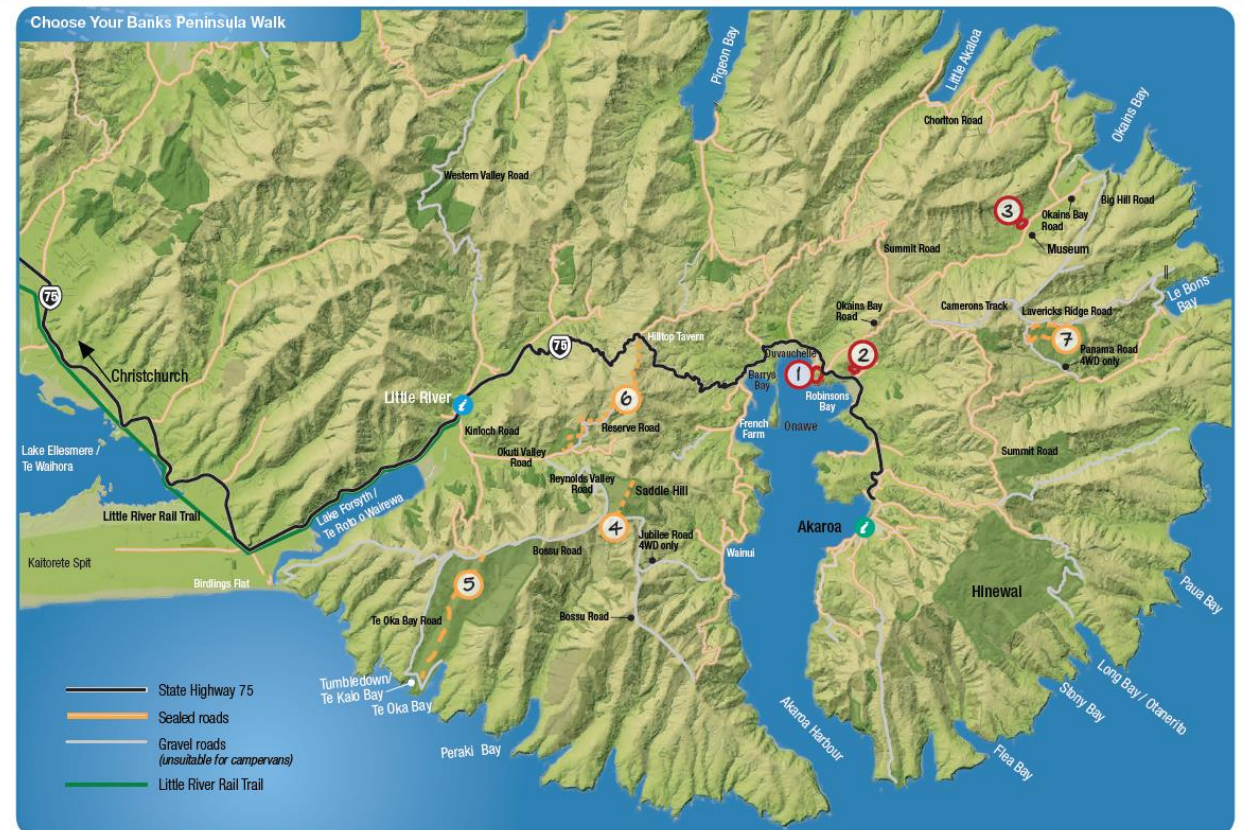 Choose Your Banks Peninsula Walk
Pigeon Bay
Little Akaloa
Chorlton Road
Okains Bay
Western Valley Road
Big Hill Road
3
Okains Bay
Road
Museum
Summit Road
75
Le Bons
Bay
Camerons Track
Lavericks Ridge Road
Okains Bay
Road
7
Panama Road
4WD only
Hilltop Tavern
75
Duvauchelle
2
1
Barrys
Bay
Robinsons
Bay
Christchurch
Little River
i
6
French
Farm
Onawe
Kinloch Road
Reserve Road
Okuti Valley
Road
Lake Ellesmere /
Te Waihora
Summit Road
Reynolds Valley
Road
Saddle Hill
Lake Forsyth /
Te Roto o Wairewa
Little River Rail Trail
4
Akaroa
i
Jubilee Road
4WD only
Bossu Road
Wainui
Kaitorete Spit
Birdlings Flat
5
Hinewai
Paua Bay
Te Oka Bay Road
Bossu Road
Tumbledown/
Te Kaio Bay
Te Oka Bay
Long Bay / Otanerito
Stony Bay
Akaroa Harbour
Peraki Bay
Flea Bay
State Highway 75
Sealed roads
Gravel roads
(unsuitable for campervans)
Little River Rail Trail